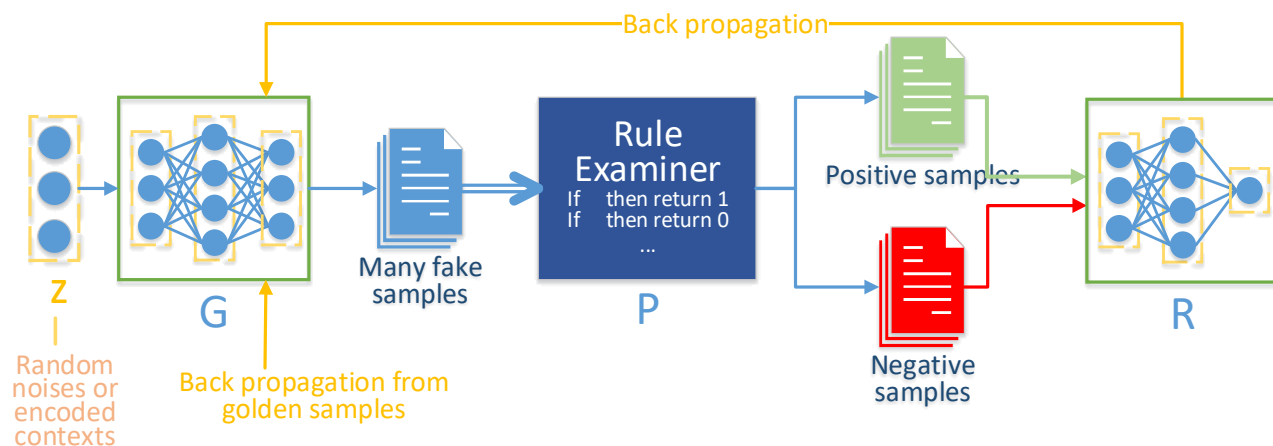 Back propagation
Rule
Examiner
If    then return 1
If    then return 0
...
Positive samples
Many fake
samples
Z
G
P
R
Random
noises or
encoded
contexts
Back propagation from
golden samples
Negative
samples